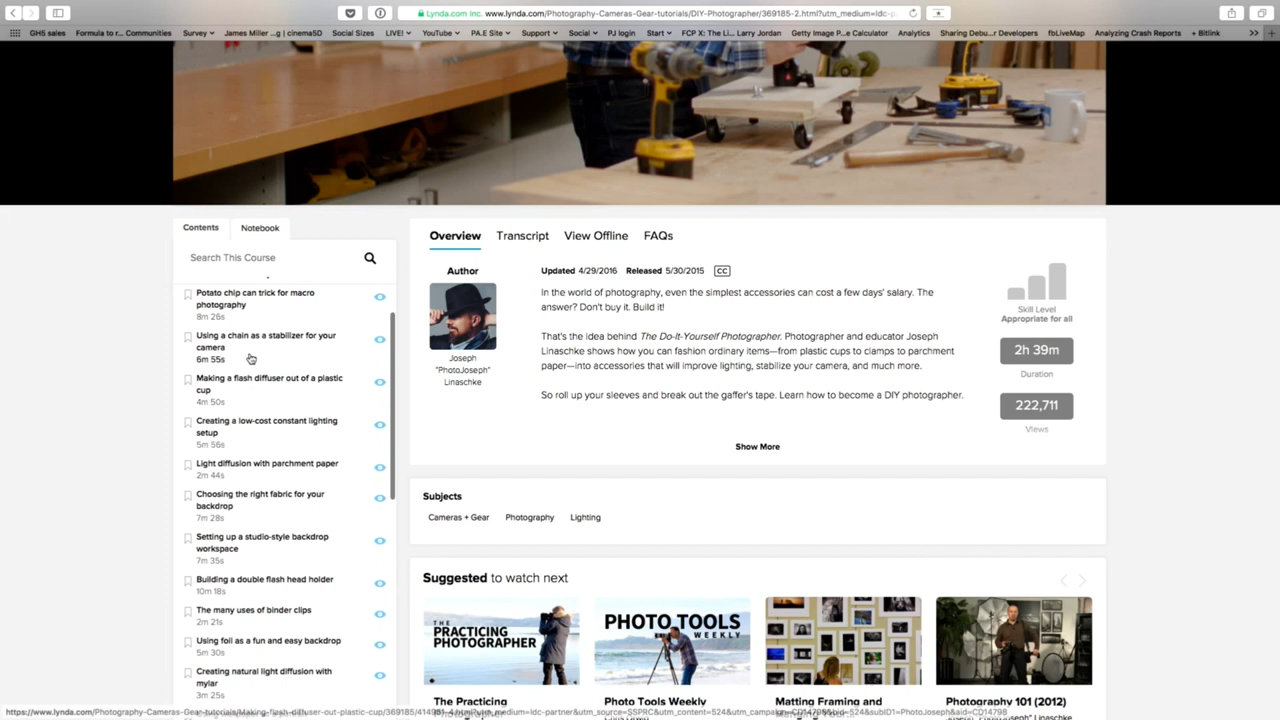 Lynda.com Inc. www.lynda.com/Photography-Cameras-Gear-tutorials/DIY-Photographer/369185-2.html?utm_medium=ldc-p
GHS sales Formula to r... Communities Survey James Miller ...g | cinema5D Social Sizes LIVE! YouTube PA.E Site Support Social PJ login Start FCP X: The Li... Larry Jordan Getty Image P...e Calculator Analytics Sharing Debu...r Developers fbLiveMap Analyzing Crash Reports + Bitlink
Contents Notebook
Search This Course
Potato chip can trick for macro
photography
8m 26s
Using a chain as a stabilizer for your
camera
6m 55s
Making a flash diffuser out of a plastic
cup
4m 50s
Creating a low-cost constant lighting
setup
5m 56s
Light diffusion with parchment paper
2m 44s
Choosing the right fabric for your
backdrop
7m 28s
Setting up a studio-style backdrop
workspace
7m 35s
Building a double flash head holder
10m 18s
The many uses of binder clips
2m 21s
Using foil as a fun and easy backdrop
5m 30s
Creating natural light diffusion with
mylar
3m 25s
Overview Transcript View Offline FAQs
Author
Joseph
"PhotoJoseph"
Linaschke
Updated 4/29/2016 Released 5/30/2015 CC
In the world of photography, even the simplest accessories can cost a few days' salary. The
answer? Don't buy it. Build it!
That's the idea behind The Do-It-Yourself Photographer. Photographer and educator Joseph
Linaschke shows how you can fashion ordinary items—from plastic cups to clamps to parchment
paper—into accessories that will improve lighting, stabilize your camera, and much more.
So roll up your sleeves and break out the gaffer's tape. Learn how to become a DIY photographer.
Show More
Skill Level
Appropriate for all
2h 39m
Duration
222,711
Views
Subjects
Cameras + Gear Photography Lighting
Suggested to watch next
THE
PRACTICING
PHOTOGRAPHER
PHOTO TOOLS
WEEKLY
The Practicing Photo Tools Weekly Matting Framing and Photography 101 (2012)
Linaschke